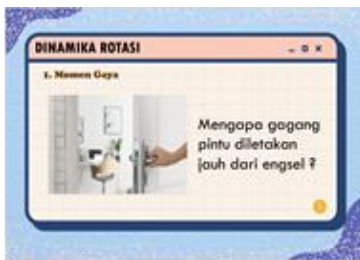 DINAMIKA ROTASI
1. Momen Gaya
Mengapa gagang
pintu diletakan
jauh dari engsel ?